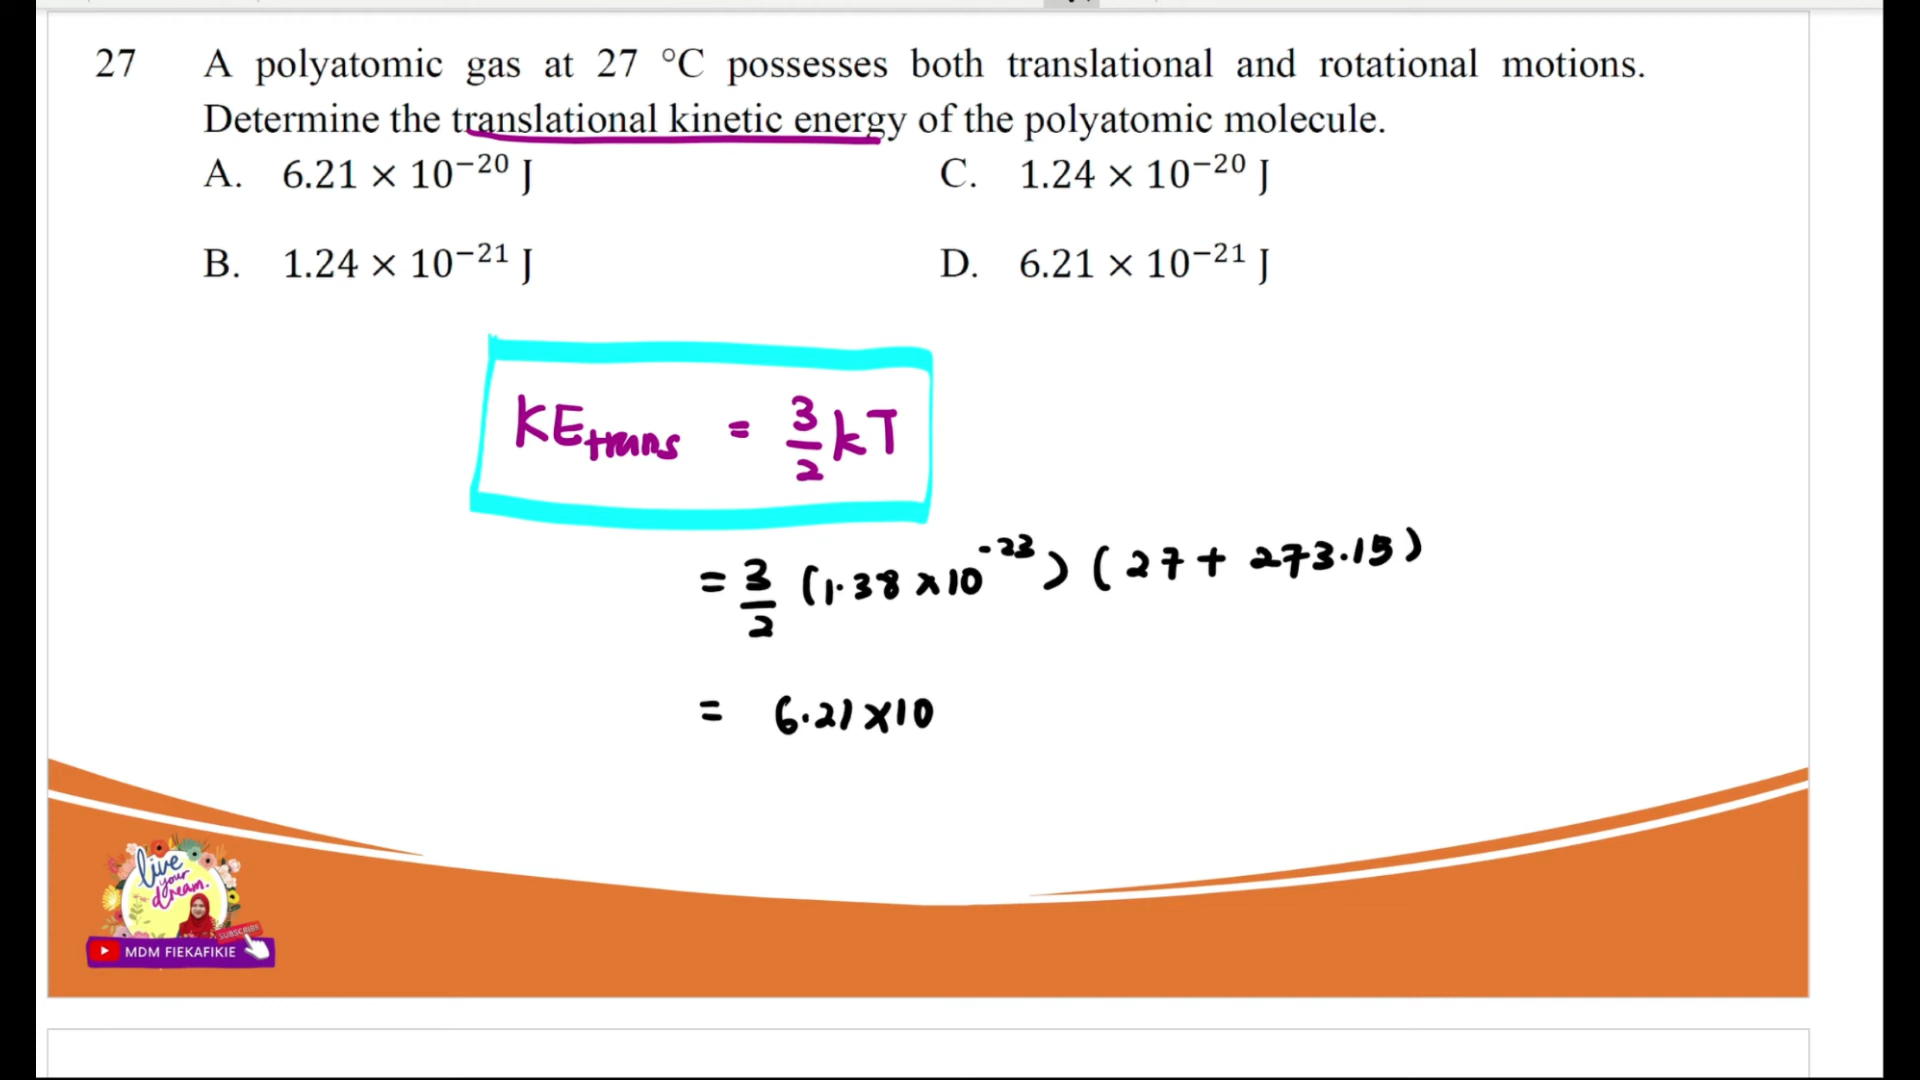 27 A polyatomic gas at 27 °C possesses both translational and rotational motions.
Determine the translational kinetic energy of the polyatomic molecule.
A. 6.21 × 10⁻²⁰ J C. 1.24 × 10⁻²⁰ J
B. 1.24 × 10⁻²¹ J D. 6.21 × 10⁻²¹ J
KEtrans = 3/2 kT
= 3/2 (1.38 x 10⁻²³) (27 + 273.15)
= 6.21 x 10
live
your
dream.
SUBSCRIBE
MDM FIEKAFIKIE